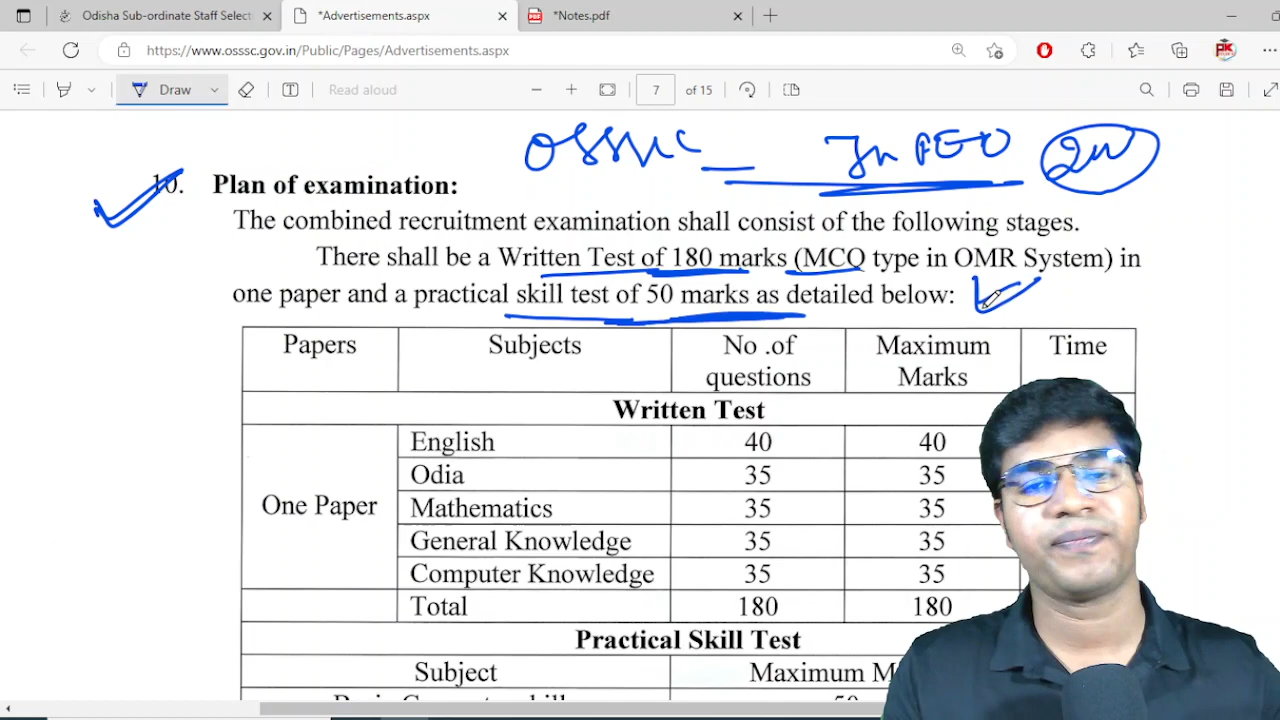 Odisha Sub-ordinate Staff Select
*Advertisements.aspx
*Notes.pdf
https://www.osssc.gov.in/Public/Pages/Advertisements.aspx
Draw
Read aloud
7
of 15
OSSSC
10. Plan of examination:
The combined recruitment examination shall consist of the following stages.
There shall be a Written Test of 180 marks (MCQ type in OMR System) in
one paper and a practical skill test of 50 marks as detailed below:
Papers Subjects No .of questions Maximum Marks Time
Written Test
One Paper
English 40 40
Odia 35 35
Mathematics 35 35
General Knowledge 35 35
Computer Knowledge 35 35
Total 180 180
Practical Skill Test
Subject Maximum M